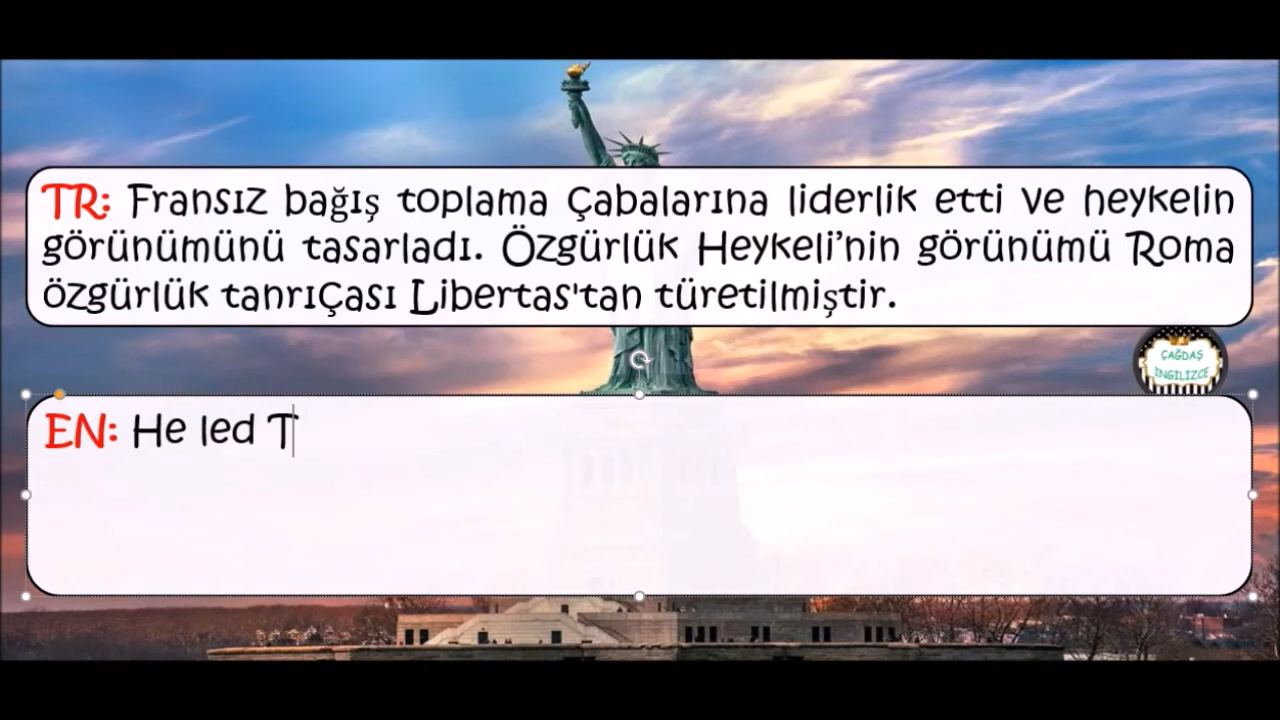 TR: Fransız bağış toplama çabalarına liderlik etti ve heykelin
görünümünü tasarladı. Özgürlük Heykeli’nin görünümü Roma
özgürlük tanrıçası Libertas'tan türetilmiştir.
ÇAĞDAŞ
İNGİLİZCE
EN: He led T